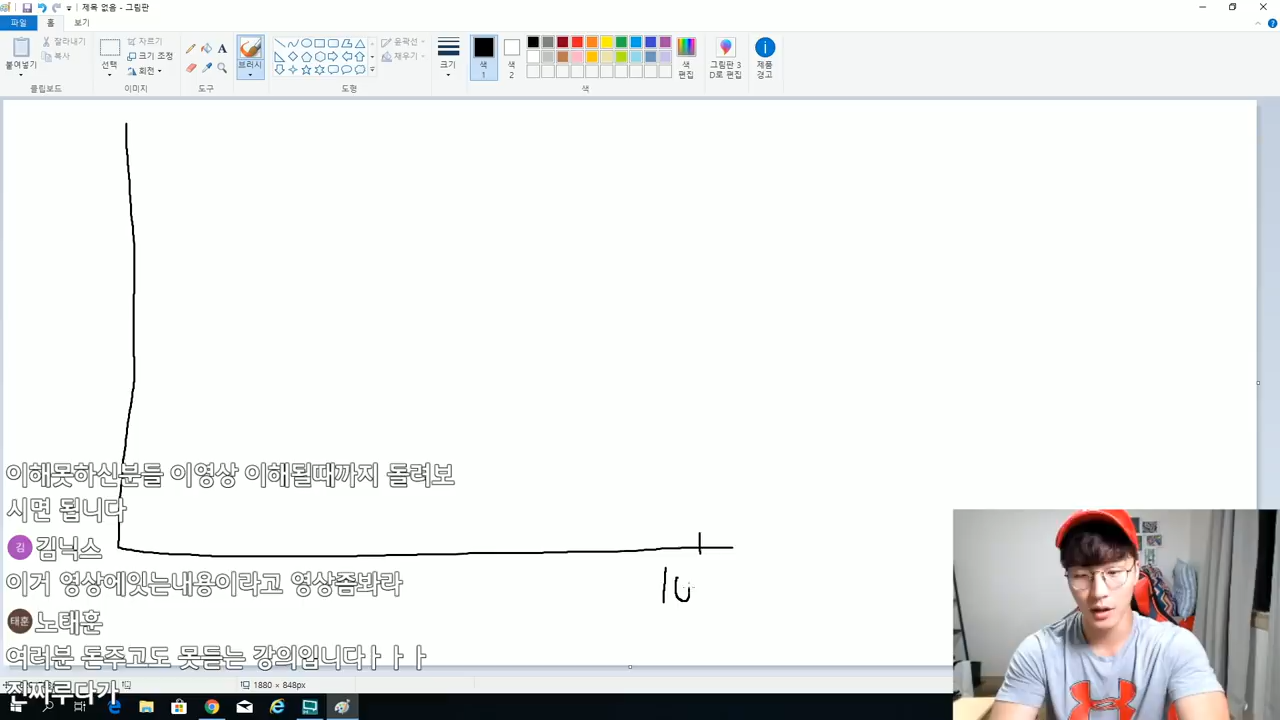 제목 없음 - 그림판
파일
홈
보기
붙여넣기
잘라내기
복사
클립보드
선택
자르기
크기 조정
회전
이미지
브러시
도구
윤곽선
채우기
도형
크기
색
1
색
2
색
편집
색
그림판 3
D로 편집
제품
경고
이해못하신분들 이영상 이해될때까지 돌려보
시면 됩니다
김 김닉스
이거 영상에잇는내용이라고 영상좀봐라
태훈 노태훈
여러분 돈주고도 못듣는 강의입니다ㅏㅏㅏ
진짜루다가
1880 × 848px